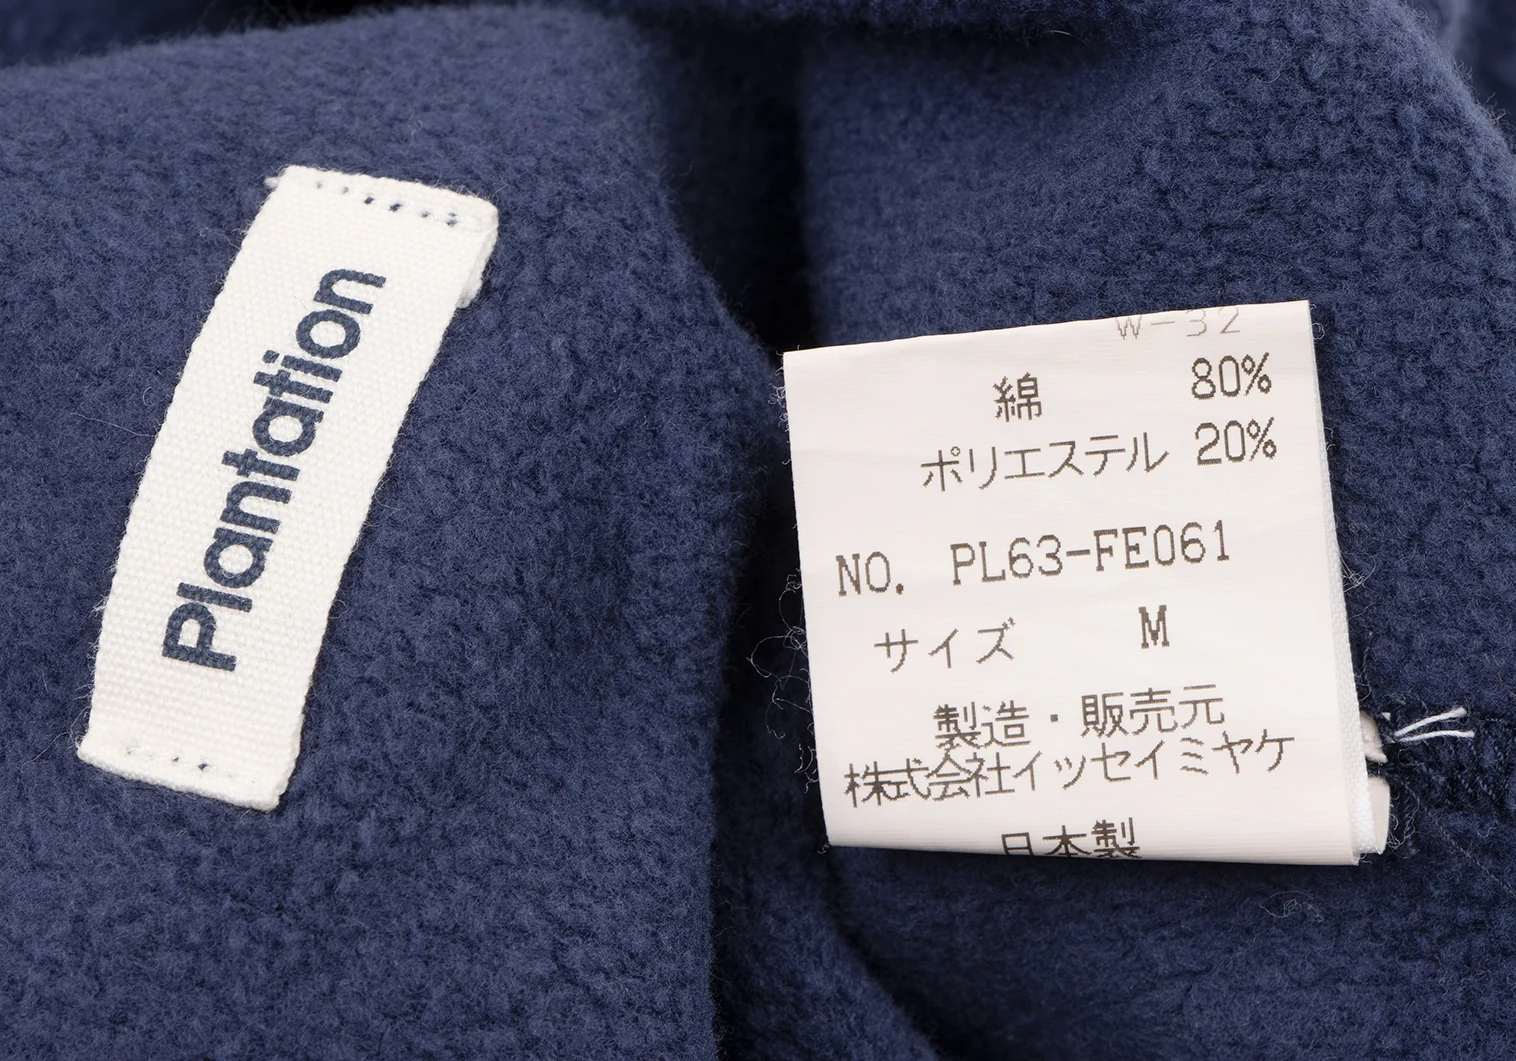 Plantation
W-32
綿 80%
ポリエステル 20%
NO. PL63-FE061
サイズ M
製造・販売元
株式会社イッセイミヤケ
日本製